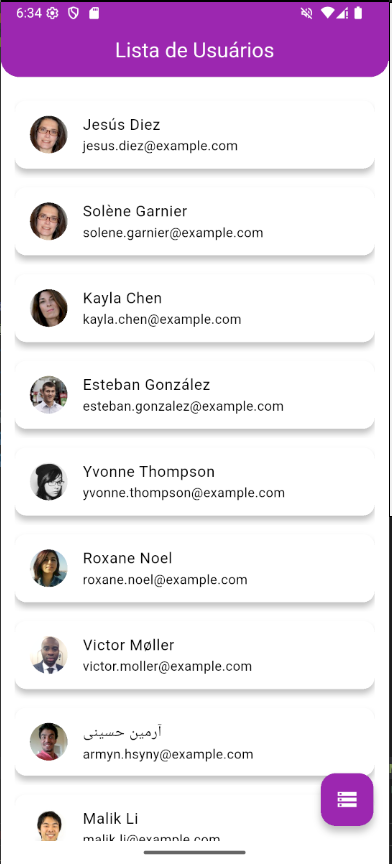 6:34
Lista de Usuários
Jesús Diez
jesus.diez@example.com
Solène Garnier
solene.garnier@example.com
Kayla Chen
kayla.chen@example.com
Esteban González
esteban.gonzalez@example.com
Yvonne Thompson
yvonne.thompson@example.com
Roxane Noel
roxane.noel@example.com
Victor Møller
victor.moller@example.com
آرمین حسینی
armyn.hsyny@example.com
Malik Li
malik.li@example.com